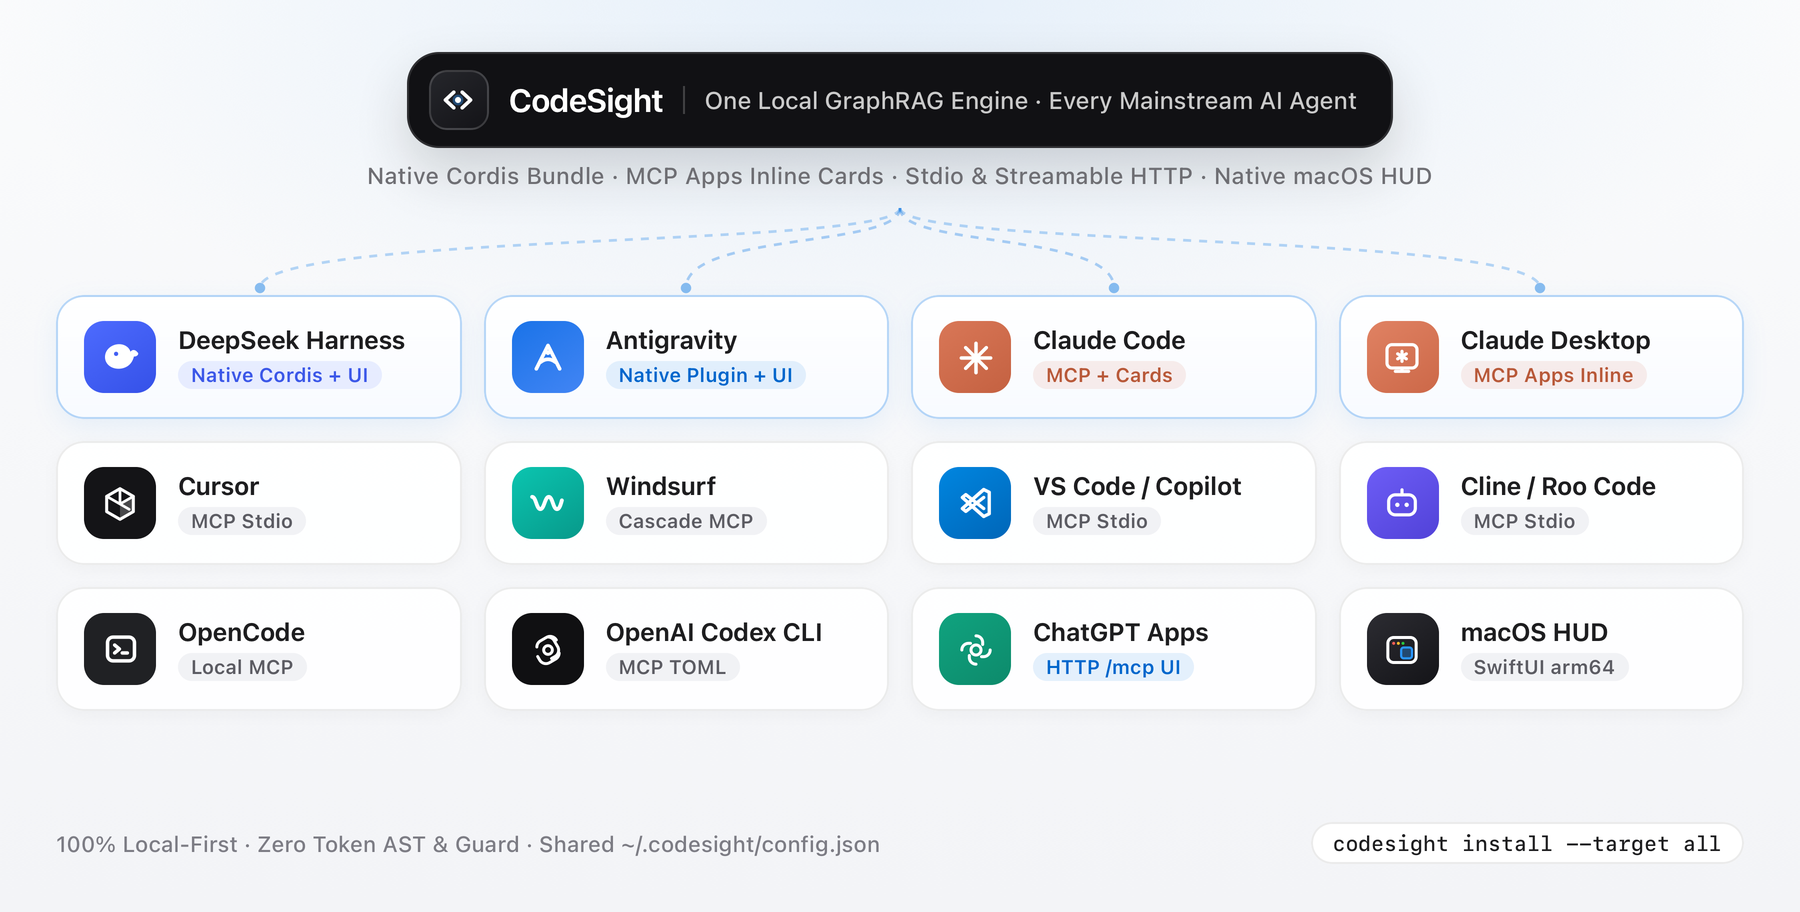 CodeSight
One Local GraphRAG Engine · Every Mainstream AI Agent
Native Cordis Bundle · MCP Apps Inline Cards · Stdio & Streamable HTTP · Native macOS HUD
DeepSeek Harness
Native Cordis + UI
Antigravity
Native Plugin + UI
Claude Code
MCP + Cards
Claude Desktop
MCP Apps Inline
Cursor
MCP Stdio
Windsurf
Cascade MCP
VS Code / Copilot
MCP Stdio
Cline / Roo Code
MCP Stdio
OpenCode
Local MCP
OpenAI Codex CLI
MCP TOML
ChatGPT Apps
HTTP /mcp UI
macOS HUD
SwiftUI arm64
100% Local-First · Zero Token AST & Guard · Shared ~/.codesight/config.json
codesight install --target all